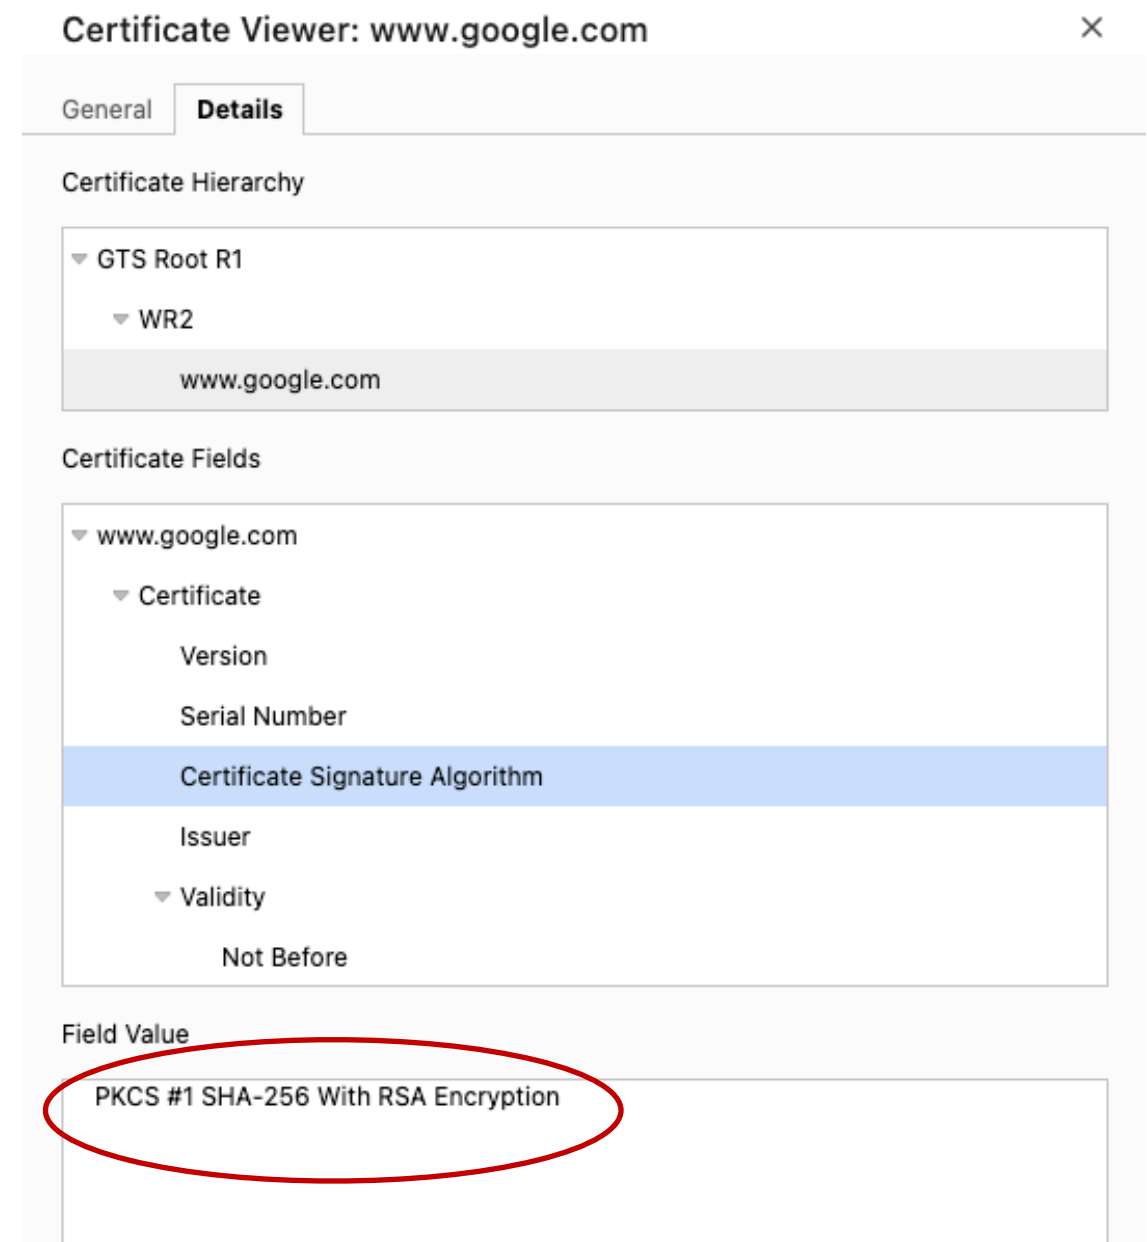 Certificate Viewer: www.google.com
General Details
Certificate Hierarchy
GTS Root R1
WR2
www.google.com
Certificate Fields
www.google.com
Certificate
Version
Serial Number
Certificate Signature Algorithm
Issuer
Validity
Not Before
Field Value
PKCS #1 SHA-256 With RSA Encryption